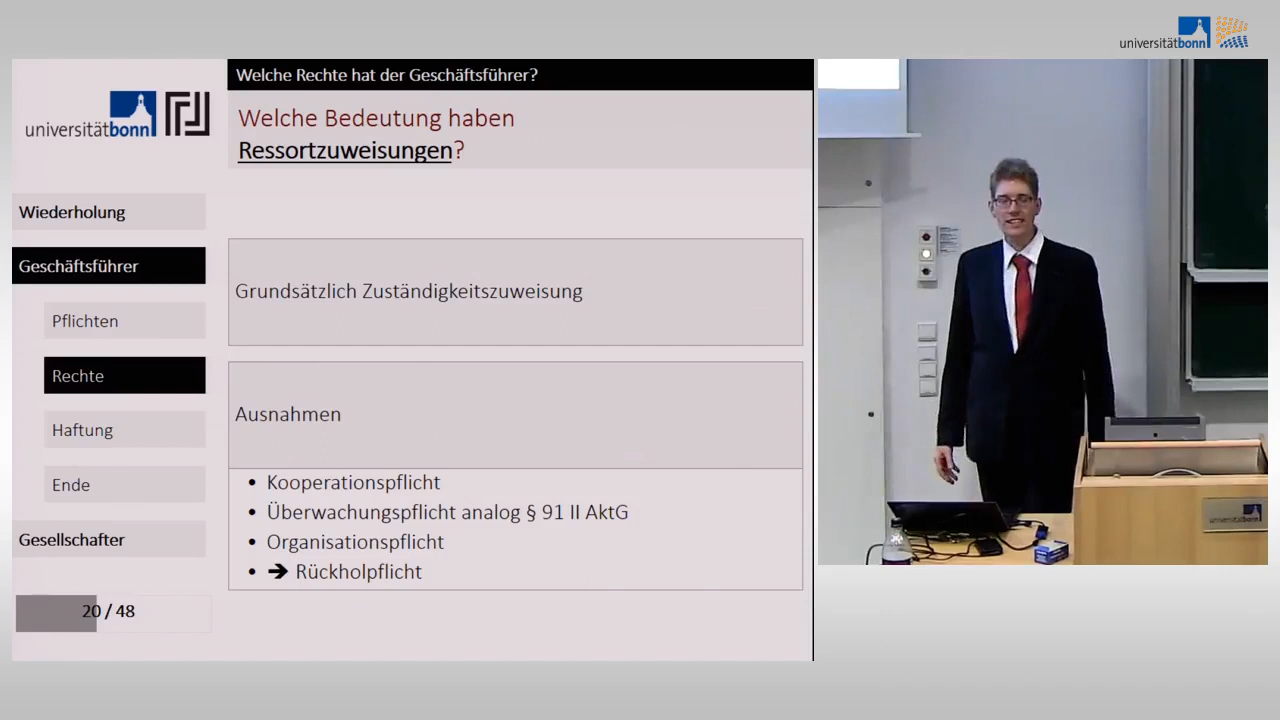 universitätbonn
Welche Rechte hat der Geschäftsführer?
universitätbonn
Welche Bedeutung haben
Ressortzuweisungen?
Wiederholung
Geschäftsführer
Pflichten
Rechte
Haftung
Ende
Gesellschafter
20 / 48
Grundsätzlich Zuständigkeitszuweisung
Ausnahmen
• Kooperationspflicht
• Überwachungspflicht analog § 91 II AktG
• Organisationspflicht
• ➔ Rückholpflicht
universitätbonn